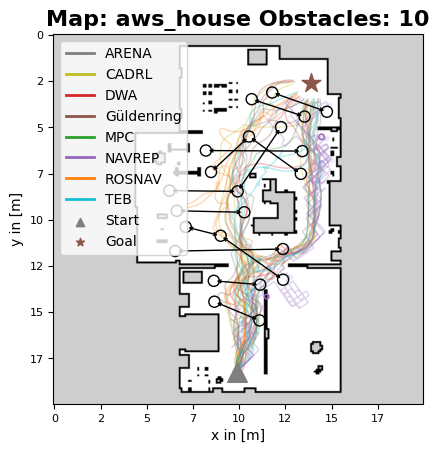 Map: aws_house Obstacles: 10
0
2
5
7
10
12
15
17
y in [m]
ARENA
CADRL
DWA
Güldenring
MPC
NAVREP
ROSNAV
TEB
Start
Goal
0 2 5 7 10 12 15 17
x in [m]